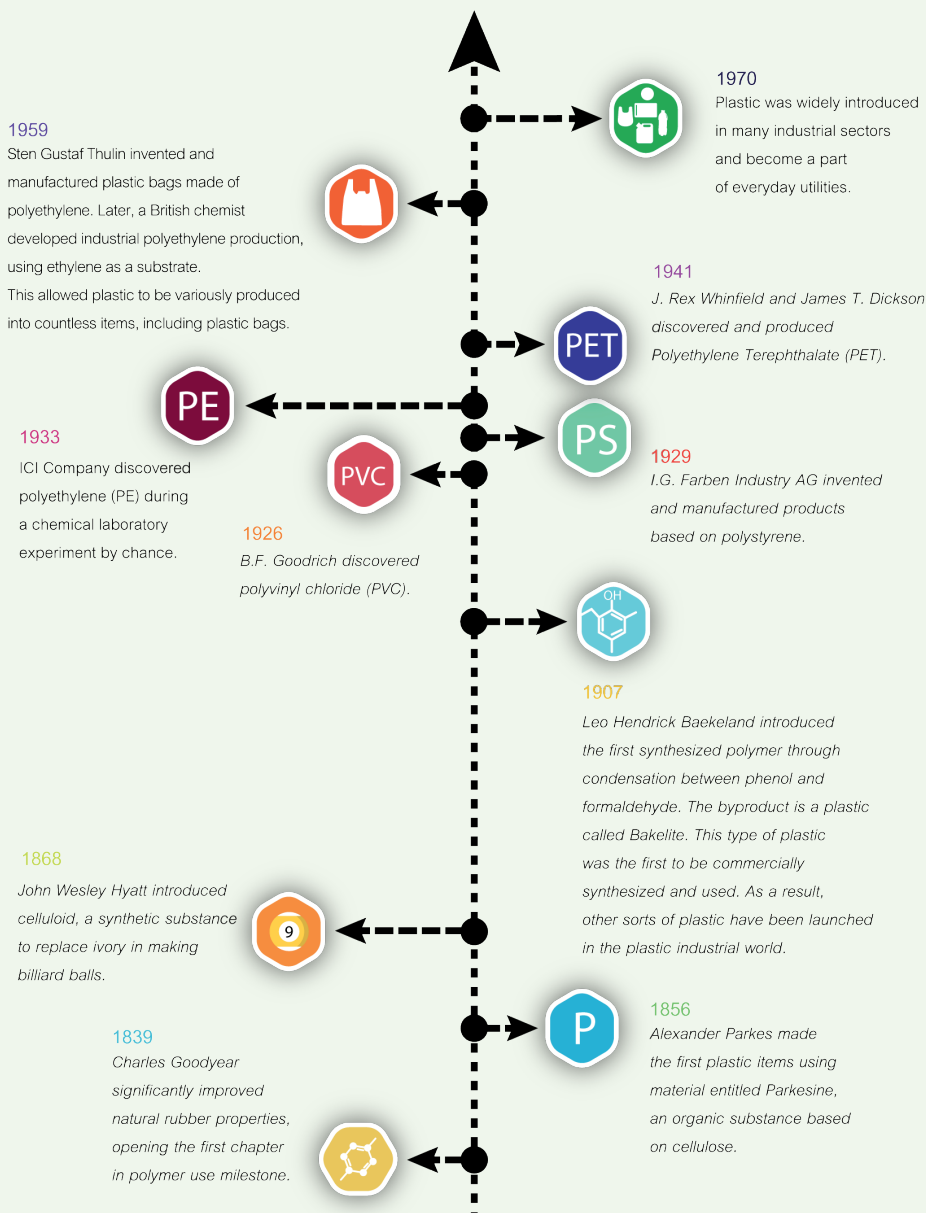 1970
Plastic was widely introduced
in many industrial sectors
and become a part
of everyday utilities.
1959
Sten Gustaf Thulin invented and
manufactured plastic bags made of
polyethylene. Later, a British chemist
developed industrial polyethylene production,
using ethylene as a substrate.
This allowed plastic to be variously produced
into countless items, including plastic bags.
1941
J. Rex Whinfield and James T. Dickson
discovered and produced
Polyethylene Terephthalate (PET).
PET
PE
1933
ICI Company discovered
polyethylene (PE) during
a chemical laboratory
experiment by chance.
PS
1929
I.G. Farben Industry AG invented
and manufactured products
based on polystyrene.
PVC
1926
B.F. Goodrich discovered
polyvinyl chloride (PVC).
OH
1907
Leo Hendrick Baekeland introduced
the first synthesized polymer through
condensation between phenol and
formaldehyde. The byproduct is a plastic
called Bakelite. This type of plastic
was the first to be commercially
synthesized and used. As a result,
other sorts of plastic have been launched
in the plastic industrial world.
1868
John Wesley Hyatt introduced
celluloid, a synthetic substance
to replace ivory in making
billiard balls.
9
P
1856
Alexander Parkes made
the first plastic items using
material entitled Parkesine,
an organic substance based
on cellulose.
1839
Charles Goodyear
significantly improved
natural rubber properties,
opening the first chapter
in polymer use milestone.